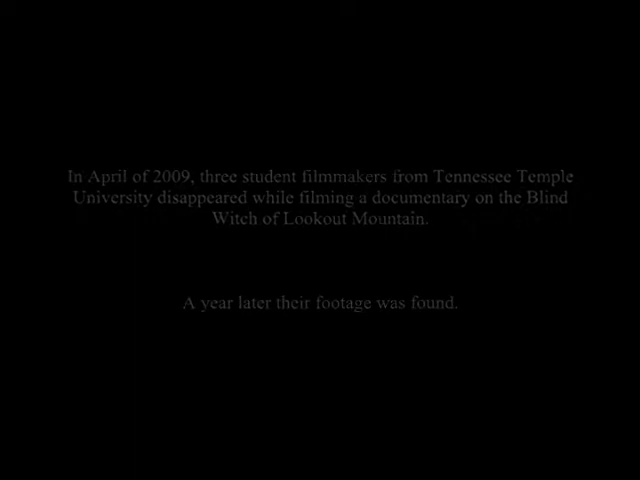 In April of 2009, three student filmmakers from Tennessee Temple
University disappeared while filming a documentary on the Blind
Witch of Lookout Mountain.
A year later their footage was found.